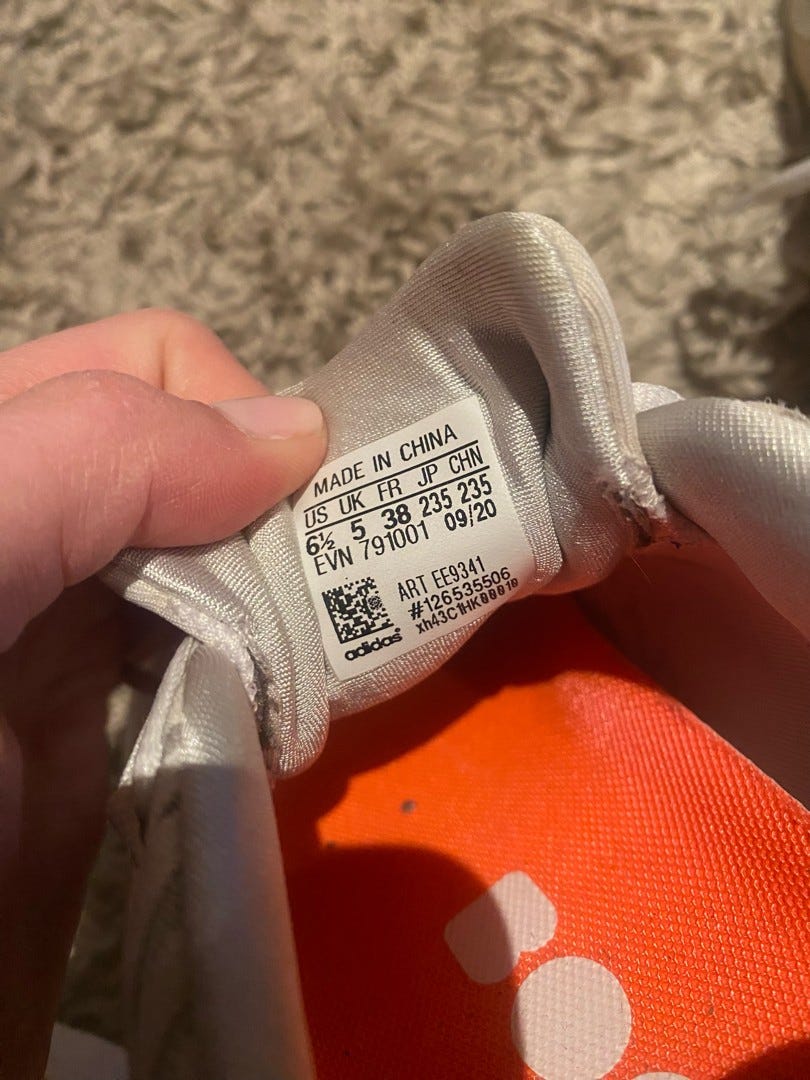 MADE IN CHINA
US UK FR JP CHN
6½ 5 38 235 235
EVN 791001 09/20
ART EE9341
#126535506
xh43C1HK00010
adidas